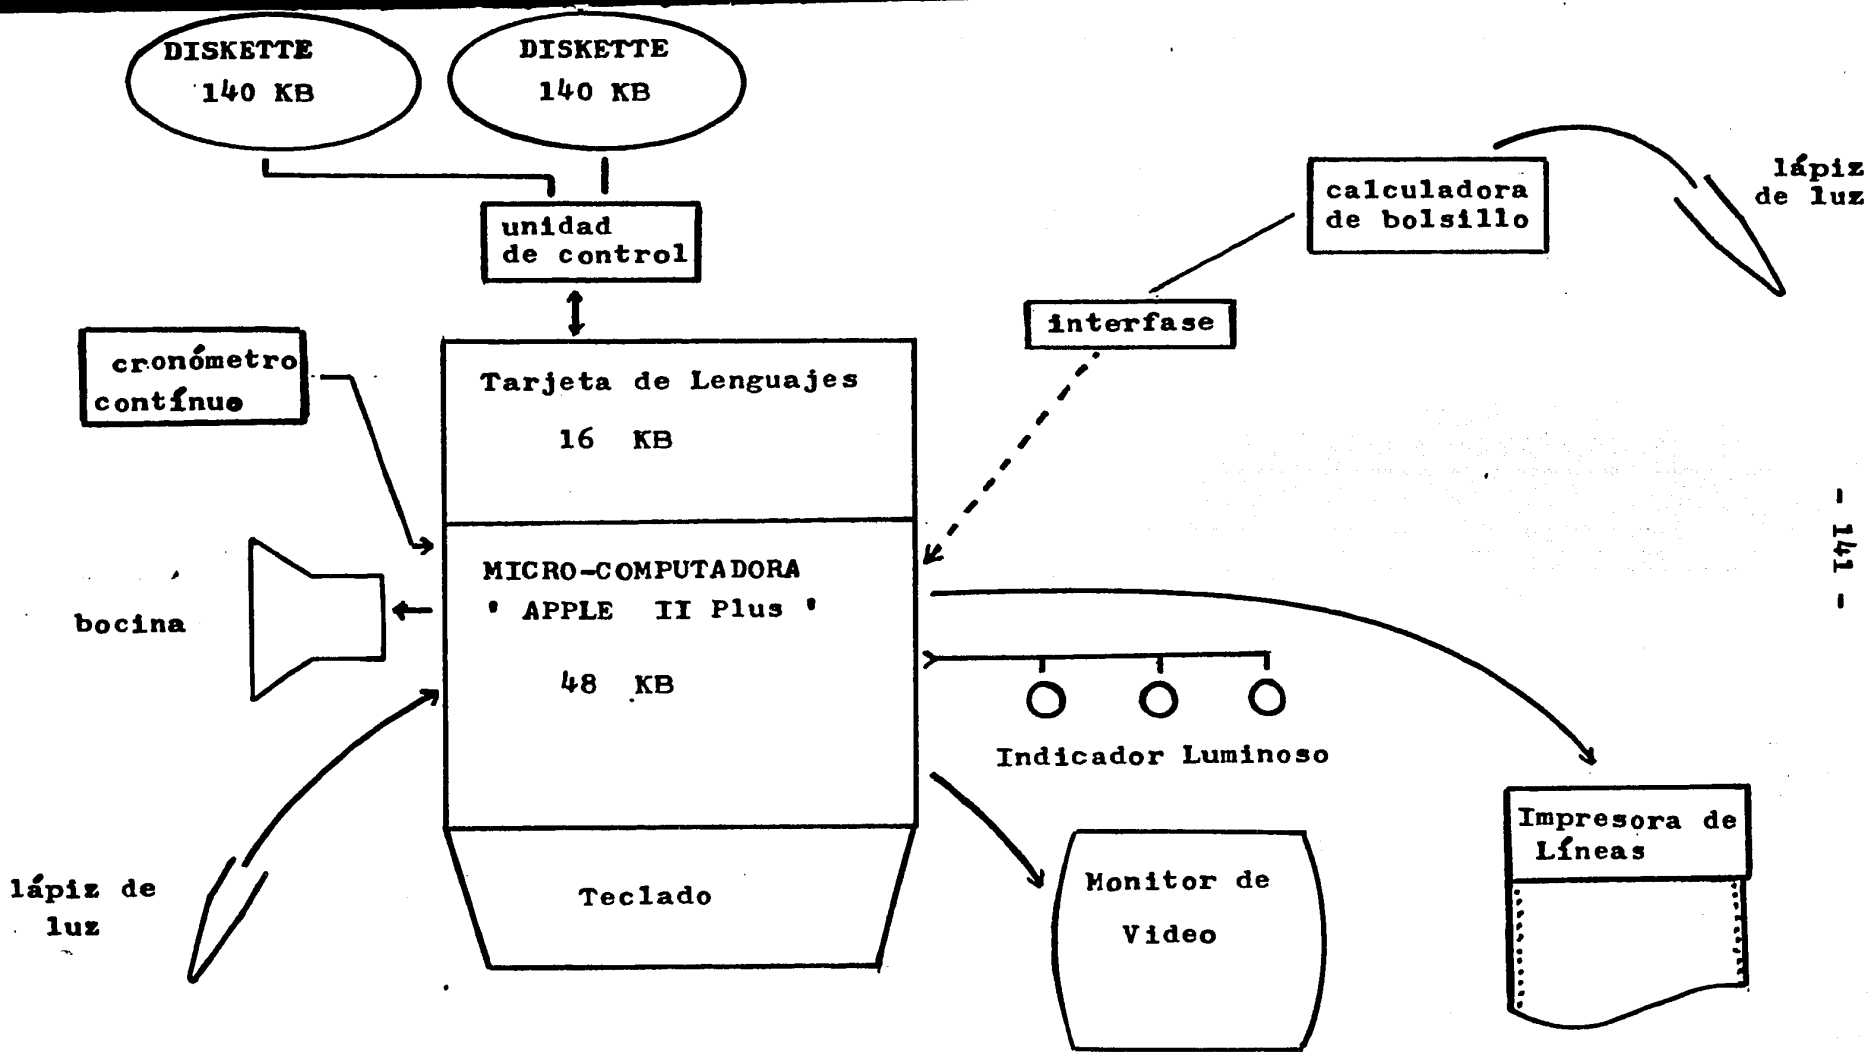 DISKETTE
140 KB
DISKETTE
140 KB
unidad
de control
calculadora
de bolsillo
lápiz
de luz
interfase
cronómetro
contínuo
Tarjeta de Lenguajes
16 KB
MICRO-COMPUTADORA
' APPLE II Plus '
48 KB
bocina
Indicador Luminoso
lápiz de
luz
Teclado
Monitor de
Video
Impresora de
Líneas
- 141 -